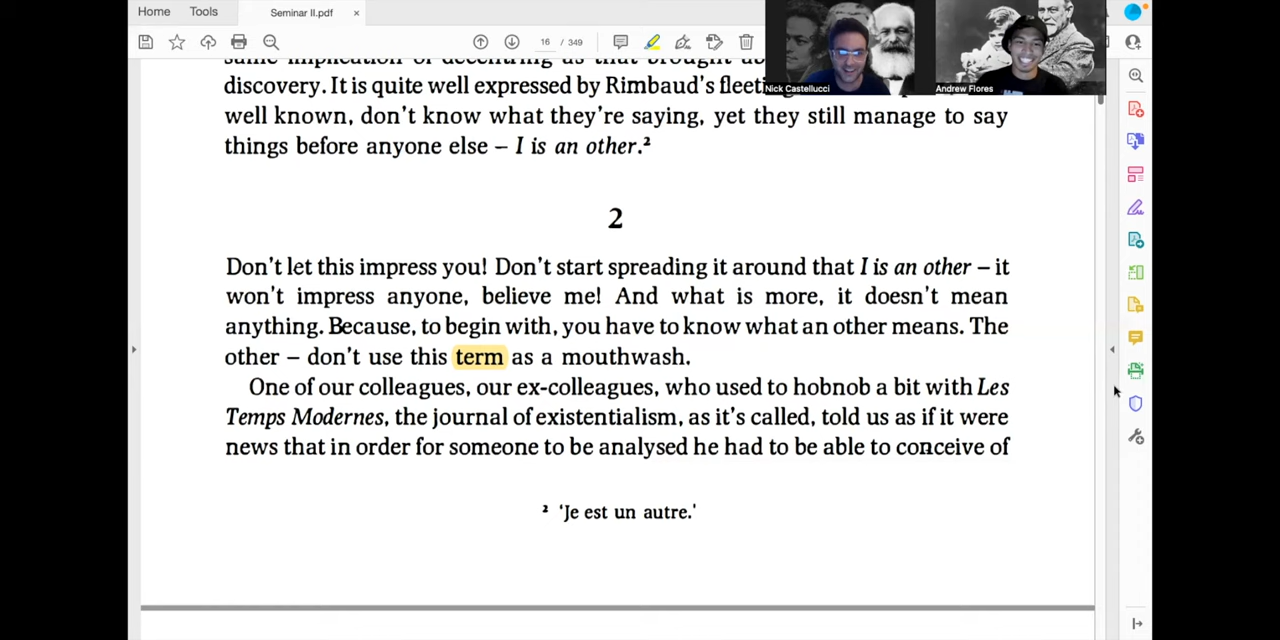 Home Tools Seminar II.pdf ×
16 / 349
Nick Castellucci Andrew Flores
same implication of decentring as that brought
discovery. It is quite well expressed by Rimbaud's
well known, don't know what they're saying, yet they still manage to say
things before anyone else – I is an other.²
2
Don't let this impress you! Don't start spreading it around that I is an other – it
won't impress anyone, believe me! And what is more, it doesn't mean
anything. Because, to begin with, you have to know what an other means. The
other – don't use this term as a mouthwash.
One of our colleagues, our ex-colleagues, who used to hobnob a bit with Les
Temps Modernes, the journal of existentialism, as it's called, told us as if it were
news that in order for someone to be analysed he had to be able to conceive of
² 'Je est un autre.'